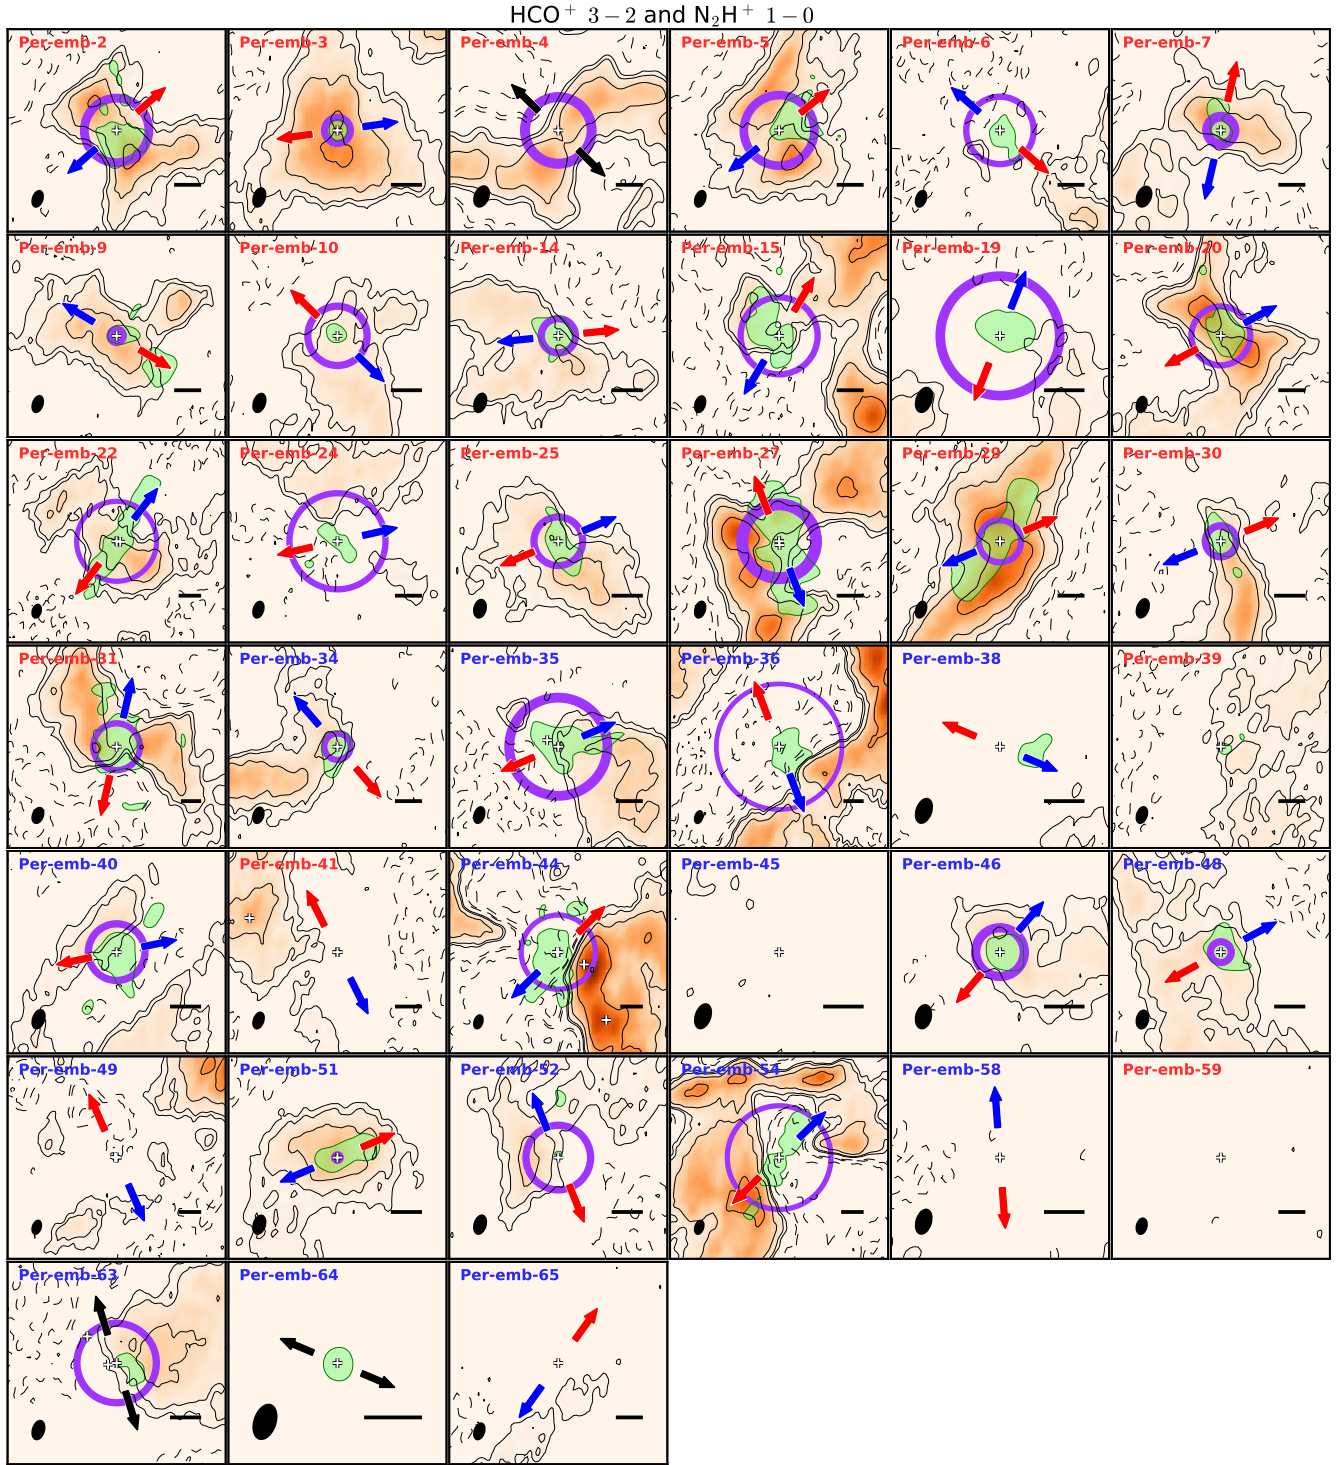 HCO⁺ 3−2 and N₂H⁺ 1−0
Per-emb-2 Per-emb-3 Per-emb-4 Per-emb-5 Per-emb-6 Per-emb-7
Per-emb-9 Per-emb-10 Per-emb-14 Per-emb-15 Per-emb-19 Per-emb-20
Per-emb-22 Per-emb-24 Per-emb-25 Per-emb-27 Per-emb-29 Per-emb-30
Per-emb-31 Per-emb-34 Per-emb-35 Per-emb-36 Per-emb-38 Per-emb-39
Per-emb-40 Per-emb-41 Per-emb-44 Per-emb-45 Per-emb-46 Per-emb-48
Per-emb-49 Per-emb-51 Per-emb-52 Per-emb-54 Per-emb-58 Per-emb-59
Per-emb-63 Per-emb-64 Per-emb-65